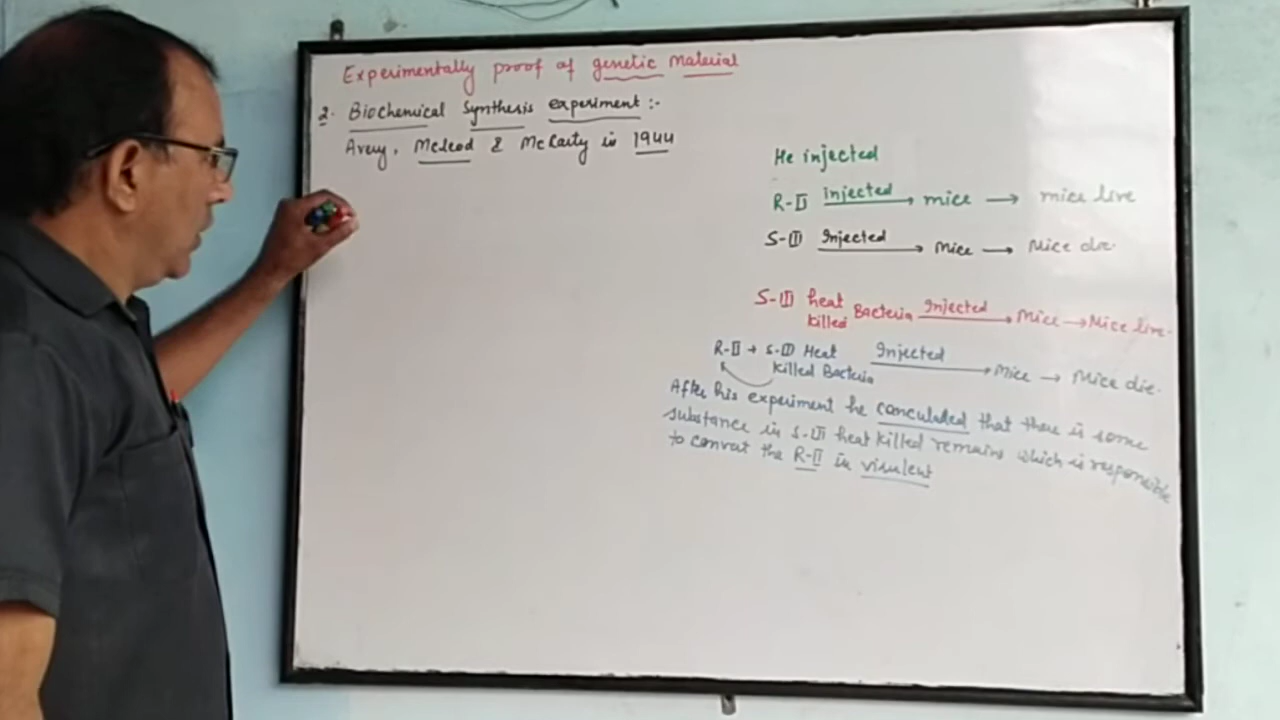 Experimentally proof of genetic Material
2. Biochemical Synthesis experiment :-
Avery, Mcleod & McCarty in 1944
He injected
R-II injected → mice → mice live
S-III Injected → Mice → Mice die.
S-III heat killed Bacteria Injected → Mice → Mice live.
R-II + S-III Heat killed Bacteria Injected → Mice → Mice die.
After his experiment he concluded that there is some
substance in S-III heat killed remains which is responsible
to convert the R-II in virulent